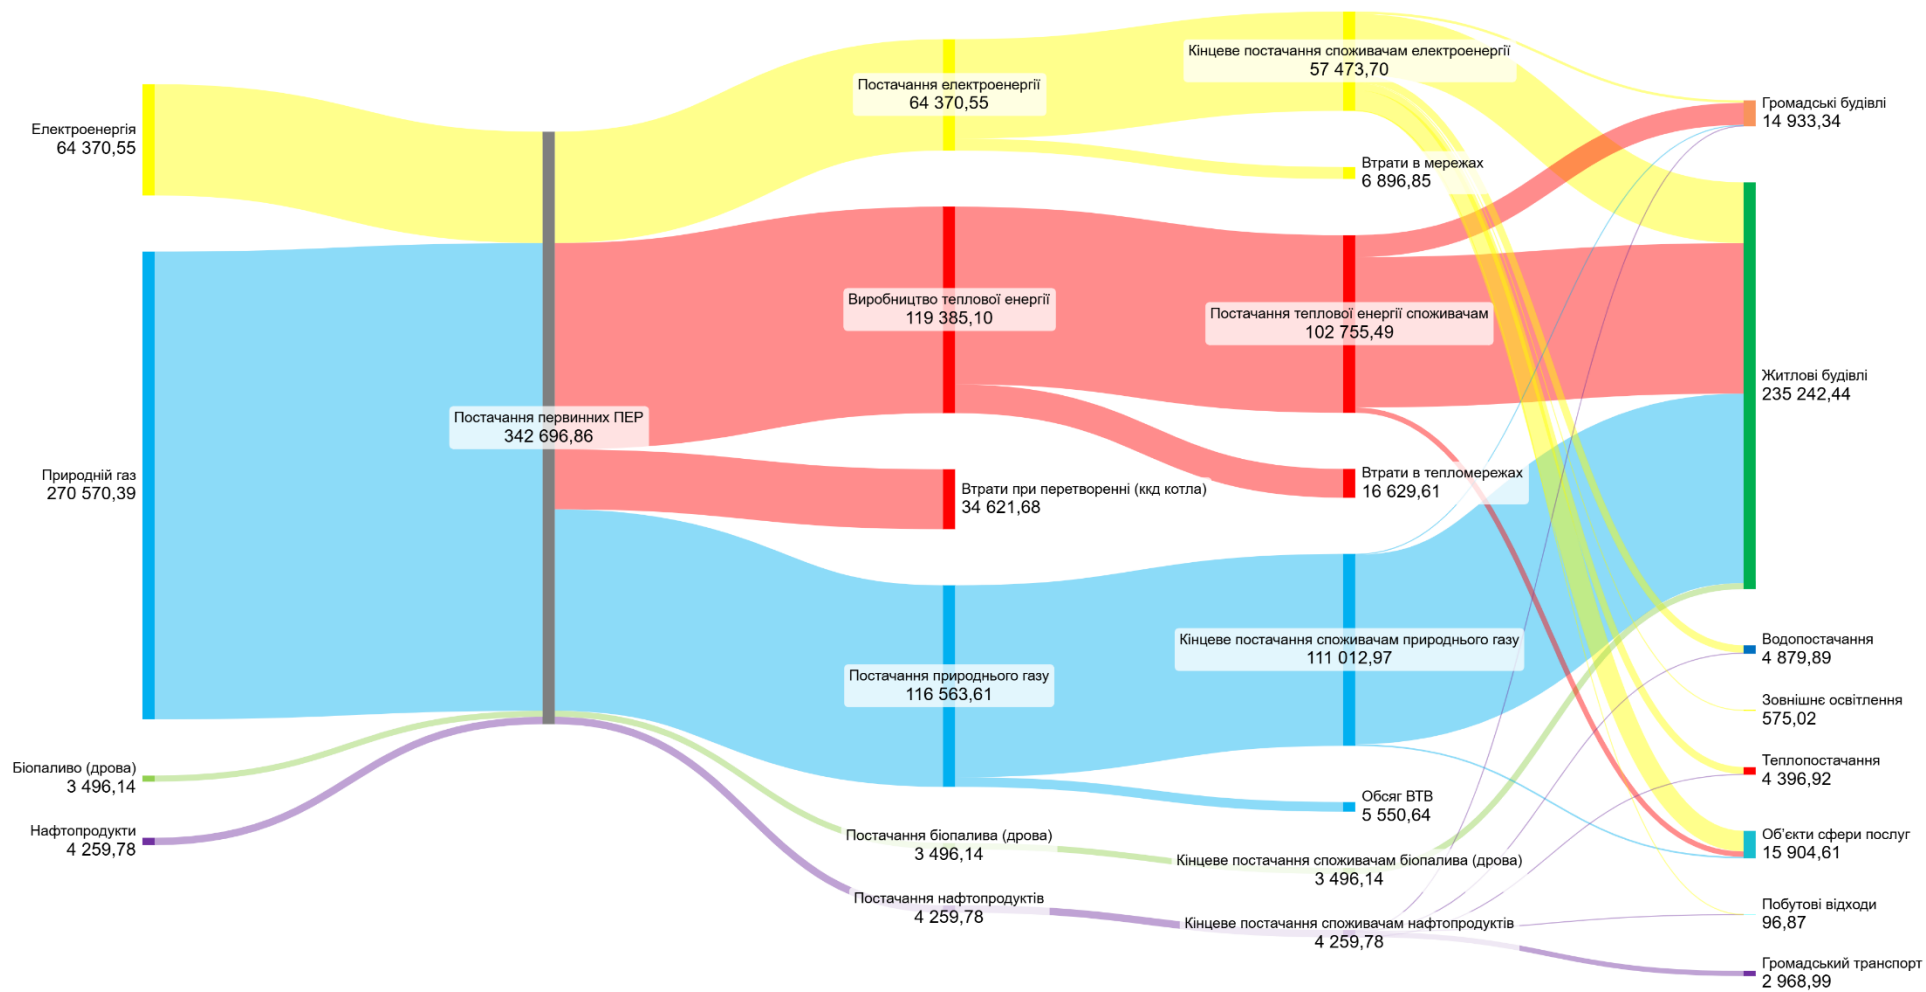 Електроенергія
64 370,55
Природній газ
270 570,39
Біопаливо (дрова)
3 496,14
Нафтопродукти
4 259,78
Постачання первинних ПЕР
342 696,86
Постачання електроенергії
64 370,55
Виробництво теплової енергії
119 385,10
Втрати при перетворенні (ккд котла)
34 621,68
Постачання природнього газу
116 563,61
Постачання біопалива (дрова)
3 496,14
Постачання нафтопродуктів
4 259,78
Кінцеве постачання споживачам електроенергії
57 473,70
Втрати в мережах
6 896,85
Постачання теплової енергії споживачам
102 755,49
Втрати в тепломережах
16 629,61
Кінцеве постачання споживачам природнього газу
111 012,97
Обсяг ВТВ
5 550,64
Кінцеве постачання споживачам біопалива (дрова)
3 496,14
Кінцеве постачання споживачам нафтопродуктів
4 259,78
Громадські будівлі
14 933,34
Житлові будівлі
235 242,44
Водопостачання
4 879,89
Зовнішнє освітлення
575,02
Теплопостачання
4 396,92
Об'єкти сфери послуг
15 904,61
Побутові відходи
96,87
Громадський транспорт
2 968,99